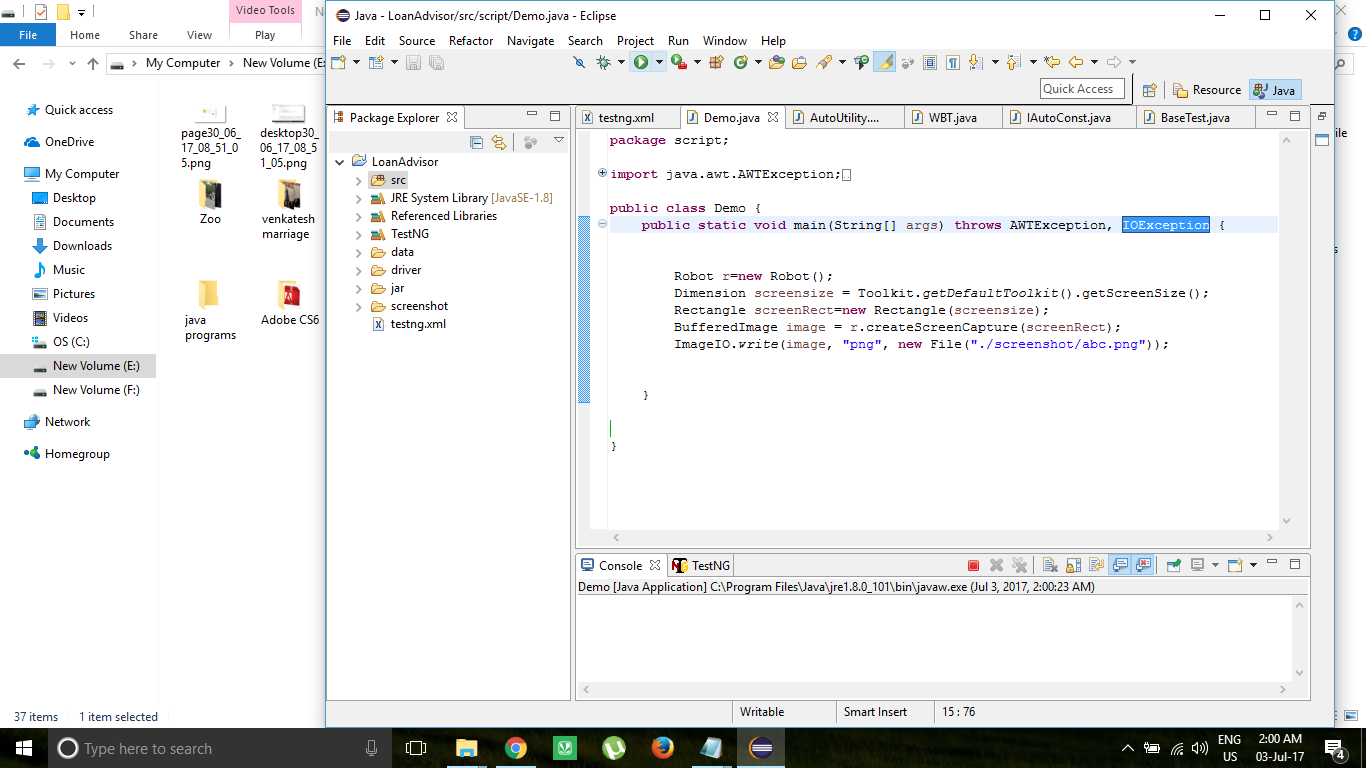 Video Tools
File
Home
Share
View
Play
My Computer
New Volume (E:
Quick access
OneDrive
My Computer
Desktop
Documents
Downloads
Music
Pictures
Videos
OS (C:)
New Volume (E:)
New Volume (F:)
Network
Homegroup
page30_06_
17_08_51_0
5.png
desktop30_
06_17_08_5
1_05.png
Zoo
venkatesh
marriage
java
programs
Adobe CS6
37 items
1 item selected
Java - LoanAdvisor/src/script/Demo.java - Eclipse
File Edit Source Refactor Navigate Search Project Run Window Help
Quick Access
Resource
Java
Package Explorer
LoanAdvisor
src
JRE System Library [JavaSE-1.8]
Referenced Libraries
TestNG
data
driver
jar
screenshot
testng.xml
testng.xml
Demo.java
AutoUtility....
WBT.java
IAutoConst.java
BaseTest.java
package script;
import java.awt.AWTException;
public class Demo {
public static void main(String[] args) throws AWTException, IOException {
Robot r=new Robot();
Dimension screensize = Toolkit.getDefaultToolkit().getScreenSize();
Rectangle screenRect=new Rectangle(screensize);
BufferedImage image = r.createScreenCapture(screenRect);
ImageIO.write(image, "png", new File("./screenshot/abc.png"));
}
}
Console
TestNG
Demo [Java Application] C:\Program Files\Java\jre1.8.0_101\bin\javaw.exe (Jul 3, 2017, 2:00:23 AM)
Writable
Smart Insert
15 : 76
Type here to search
ENG
US
2:00 AM
03-Jul-17
4